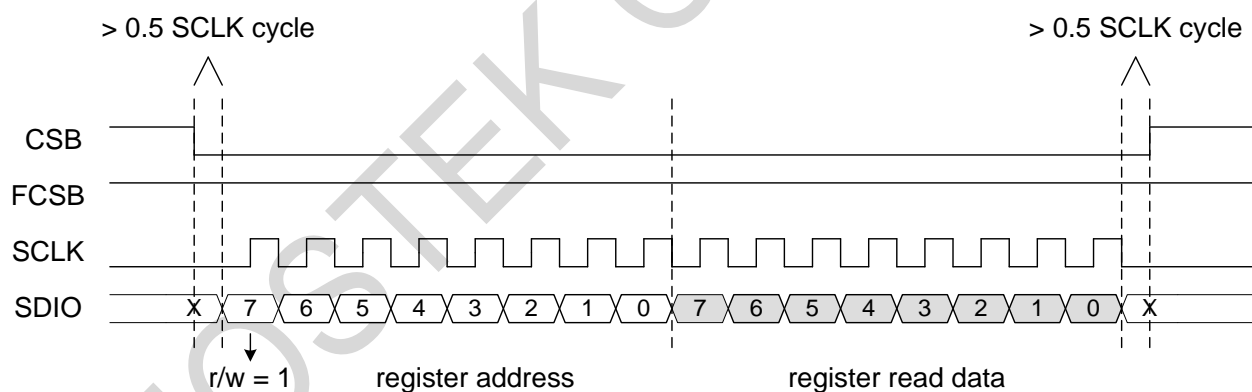 > 0.5 SCLK cycle > 0.5 SCLK cycle
CSB
FCSB
SCLK
SDIO X 7 6 5 4 3 2 1 0 7 6 5 4 3 2 1 0 X
r/w = 1 register address register read data